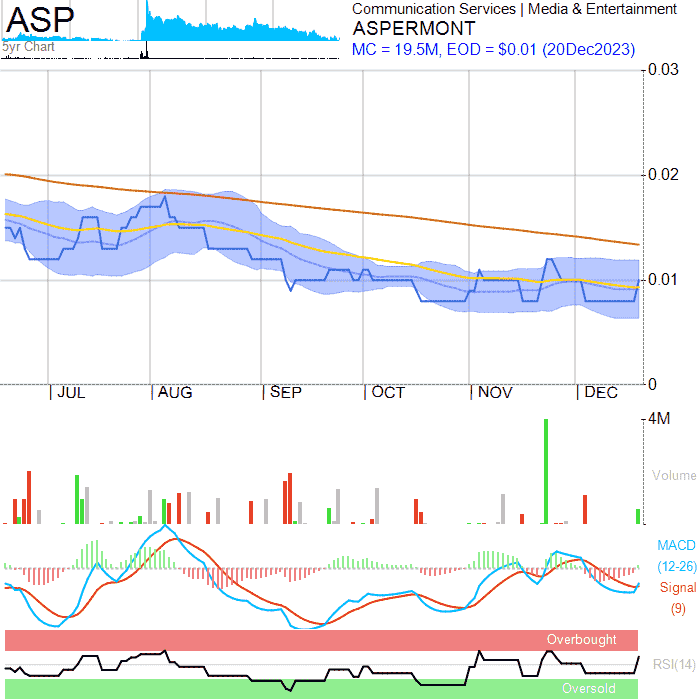 ASP
5yr Chart
Communication Services | Media & Entertainment
ASPERMONT
MC = 19.5M, EOD = $0.01 (20Dec2023)
0.03
0.02
0.01
0
JUL AUG SEP OCT NOV DEC
4M
Volume
MACD
(12-26)
Signal
(9)
Overbought
RSI(14)
Oversold